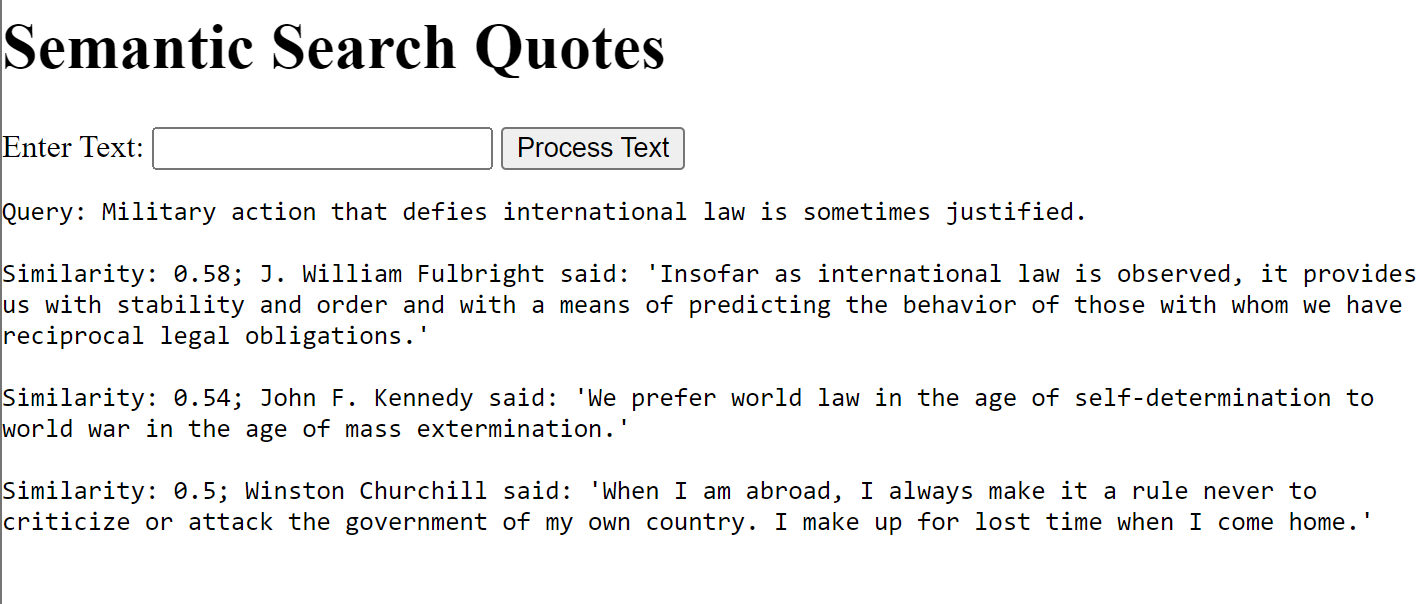 Semantic Search Quotes
Enter Text: Process Text
Query: Military action that defies international law is sometimes justified.
Similarity: 0.58; J. William Fulbright said: 'Insofar as international law is observed, it provides
us with stability and order and with a means of predicting the behavior of those with whom we have
reciprocal legal obligations.'
Similarity: 0.54; John F. Kennedy said: 'We prefer world law in the age of self-determination to
world war in the age of mass extermination.'
Similarity: 0.5; Winston Churchill said: 'When I am abroad, I always make it a rule never to
criticize or attack the government of my own country. I make up for lost time when I come home.'